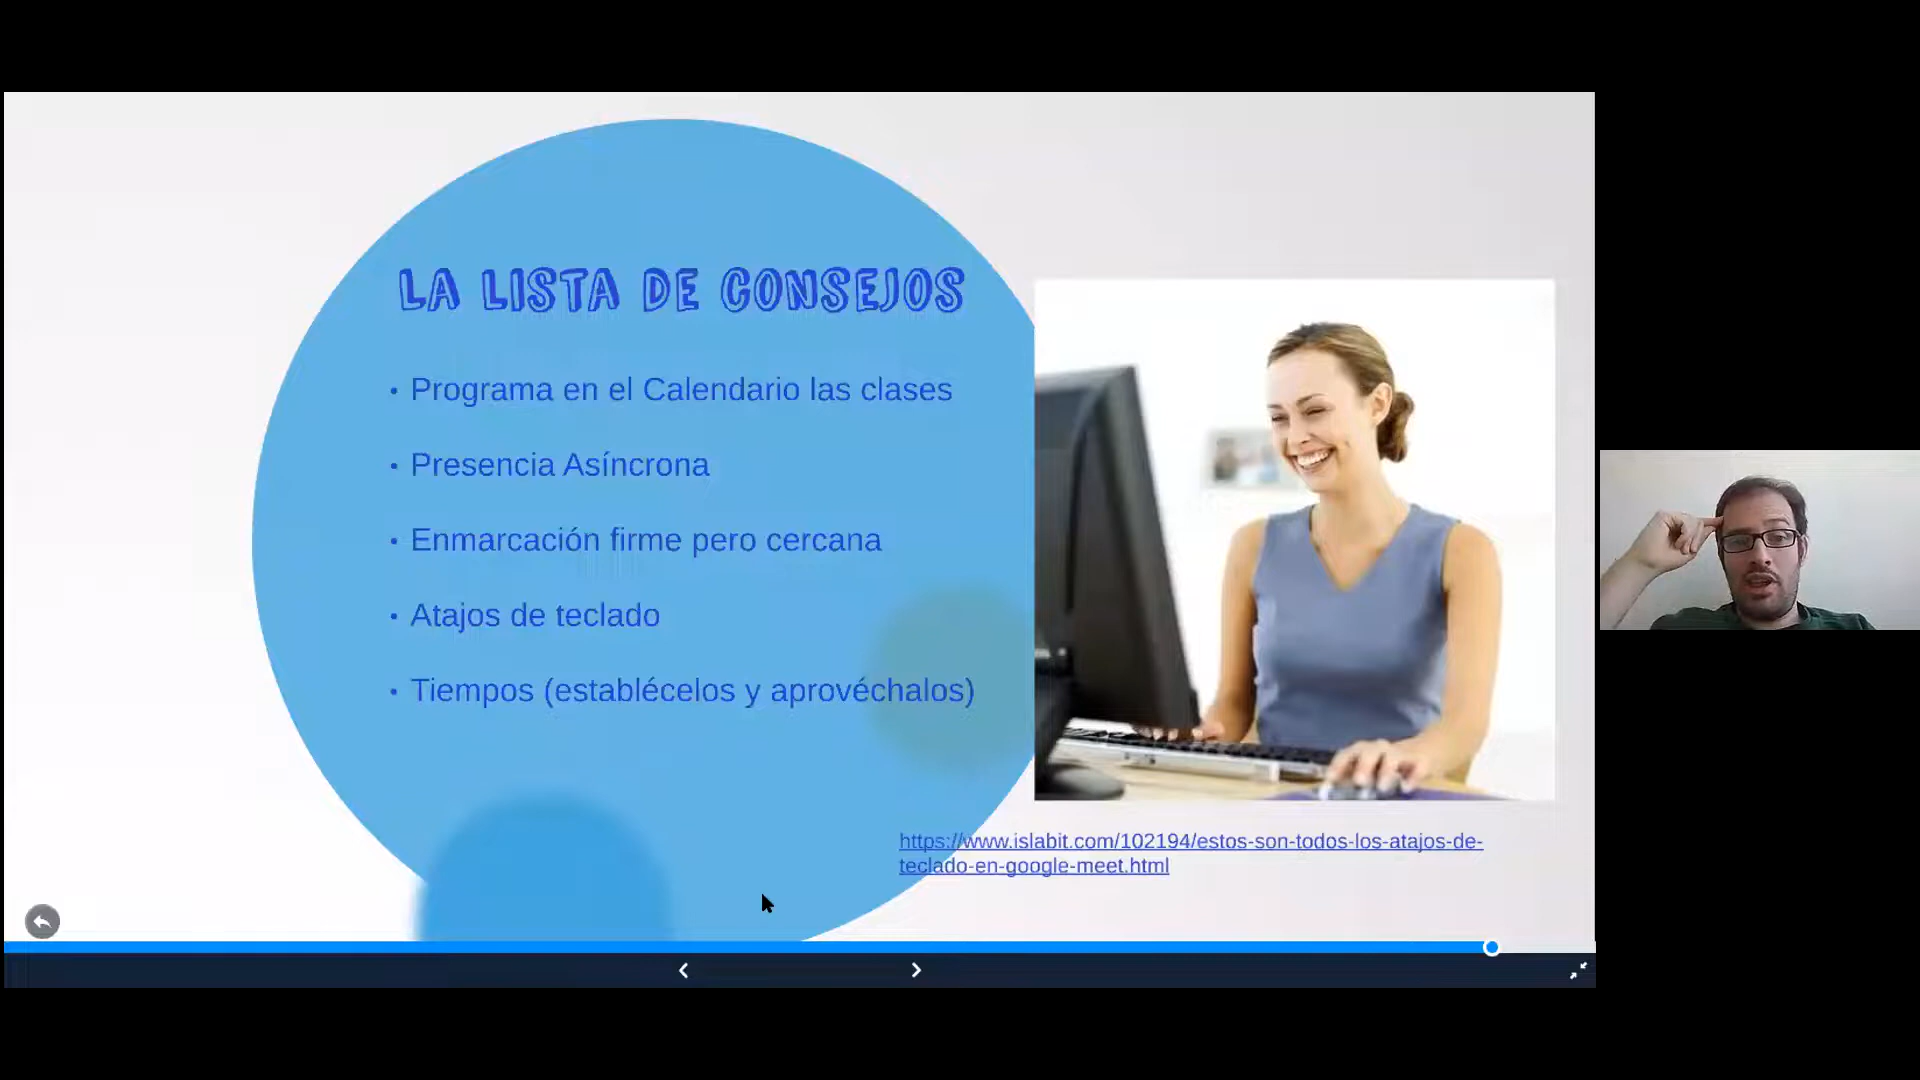 LA LISTA DE CONSEJOS
• Programa en el Calendario las clases
• Presencia Asíncrona
• Enmarcación firme pero cercana
• Atajos de teclado
• Tiempos (establécelos y aprovéchalos)
https://www.islabit.com/102194/estos-son-todos-los-atajos-de-
teclado-en-google-meet.html